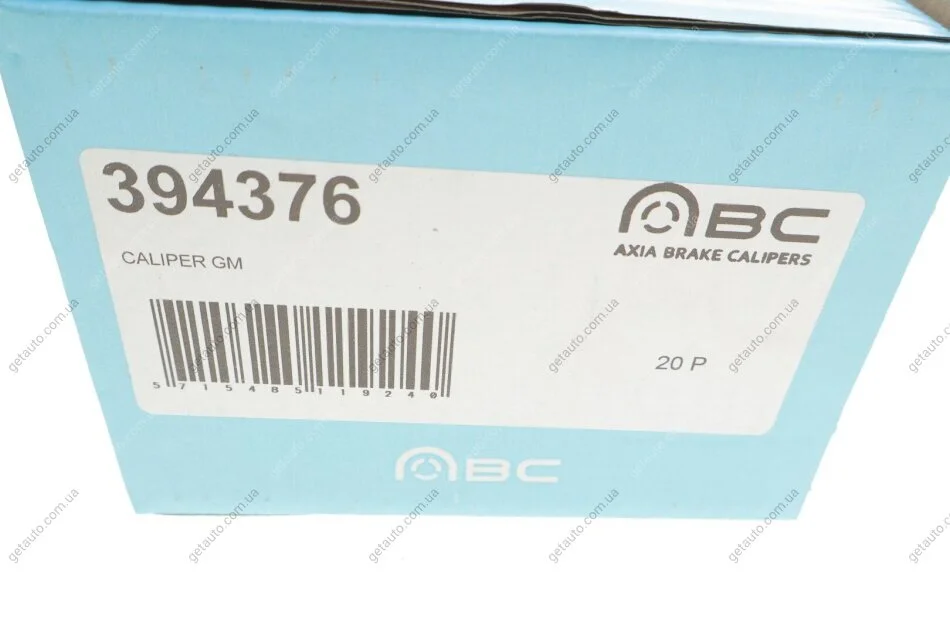 394376
ABC
AXIA BRAKE CALIPERS
CALIPER GM
5715485119240
20 P
ABC
getauto.com.ua